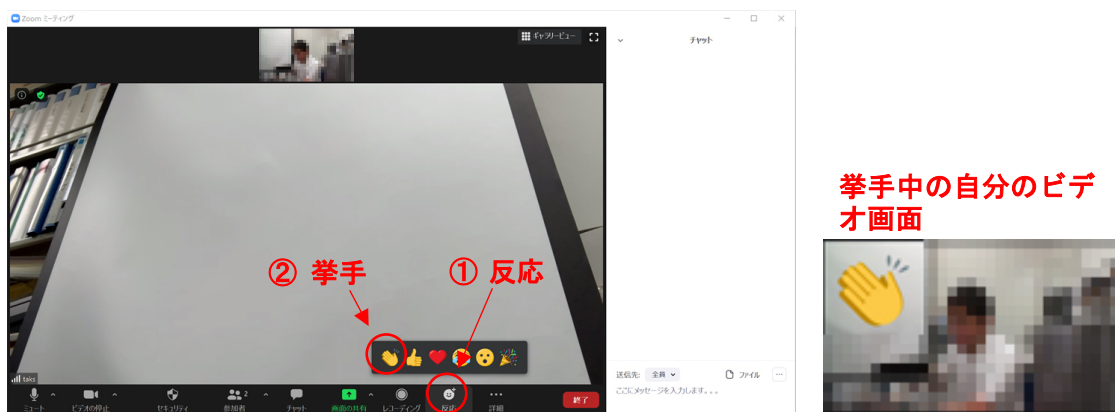 Zoom ミーティング
ギャラリービュー
チャット
挙手中の自分のビデ
オ画面
② 挙手
① 反応
taks
送信先: 全員
ファイル
...
ここにメッセージを入力します。。。
ミュート
ビデオの停止
セキュリティ
参加者
2
チャット
画面の共有
レコーディング
反応
詳細
終了